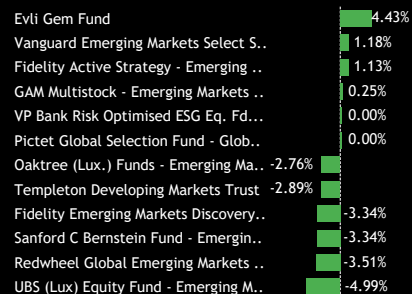 Evli Gem Fund 4.43%
Vanguard Emerging Markets Select S.. 1.18%
Fidelity Active Strategy - Emerging .. 1.13%
GAM Multistock - Emerging Markets .. 0.25%
VP Bank Risk Optimised ESG Eq. Fd... 0.00%
Pictet Global Selection Fund - Glob.. 0.00%
Oaktree (Lux.) Funds - Emerging Ma.. -2.76%
Templeton Developing Markets Trust -2.89%
Fidelity Emerging Markets Discovery.. -3.34%
Sanford C Bernstein Fund - Emergin.. -3.34%
Redwheel Global Emerging Markets .. -3.51%
UBS (Lux) Equity Fund - Emerging M.. -4.99%